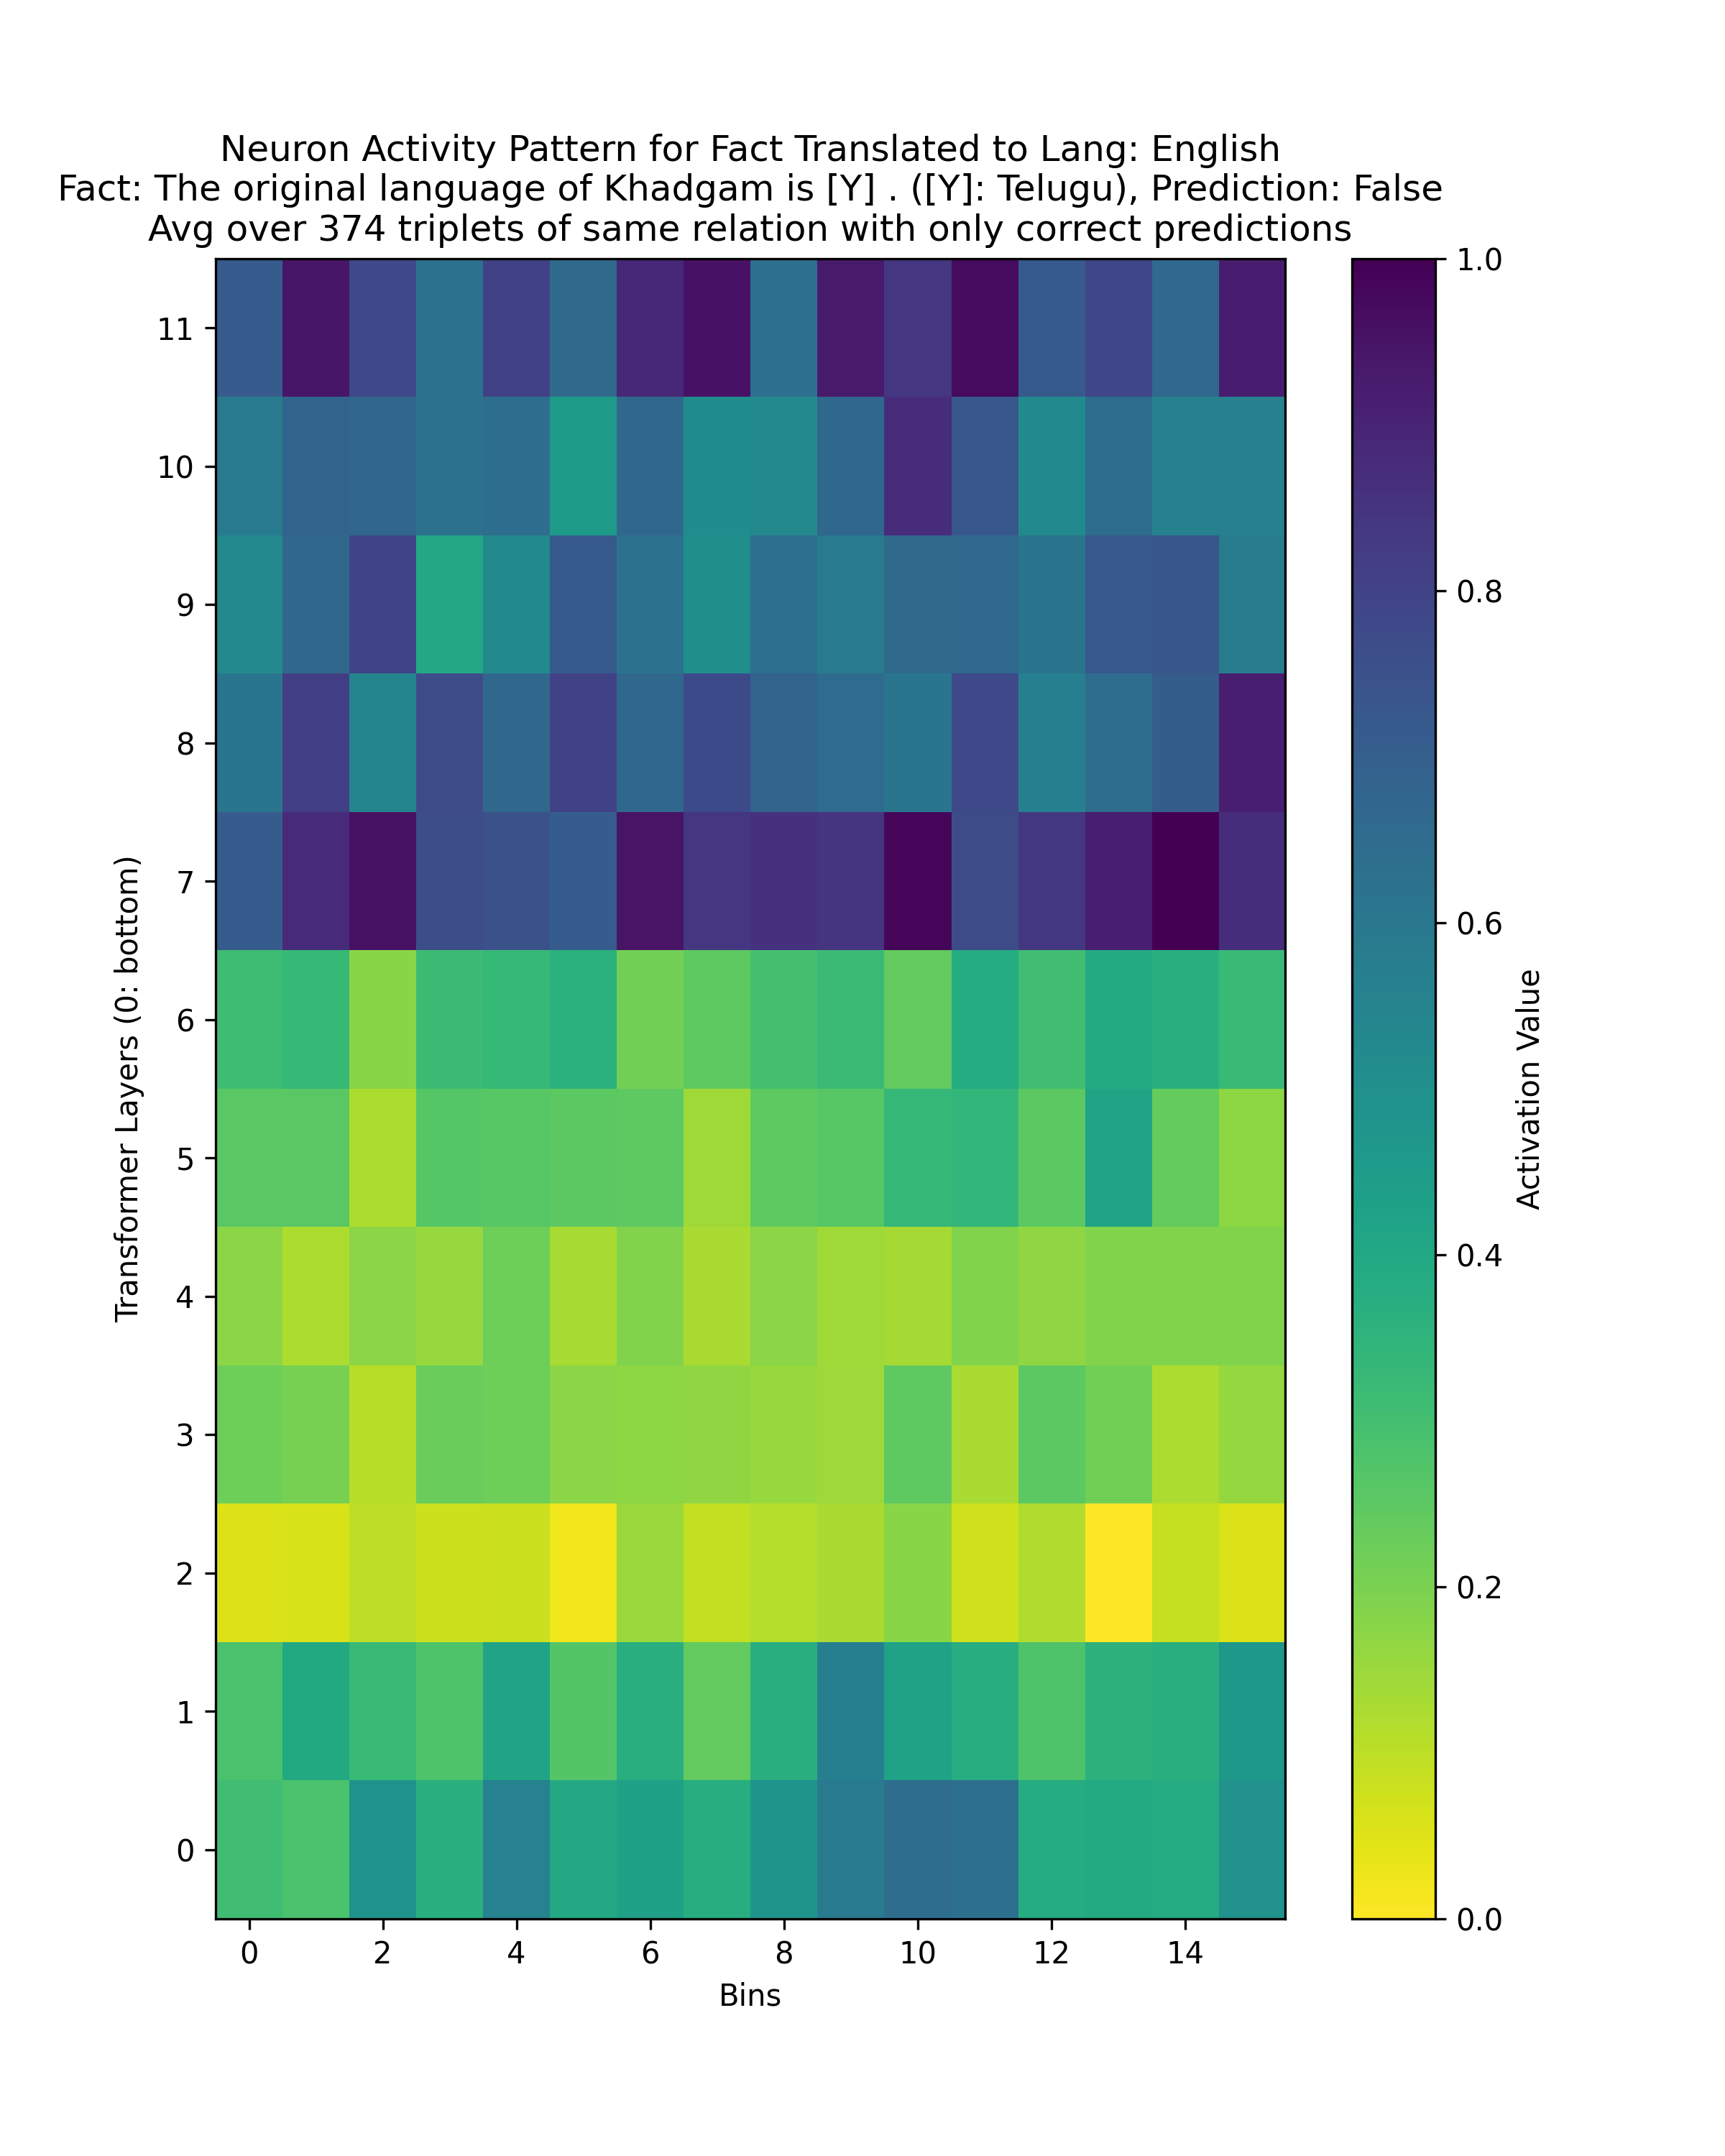 Neuron Activity Pattern for Fact Translated to Lang: English
Fact: The original language of Khadgam is [Y] . ([Y]: Telugu), Prediction: False
Avg over 374 triplets of same relation with only correct predictions
11
10
9
8
7
6
5
4
3
2
1
0
Transformer Layers (0: bottom)
0 2 4 6 8 10 12 14
Bins
1.0
0.8
0.6
0.4
0.2
0.0
Activation Value